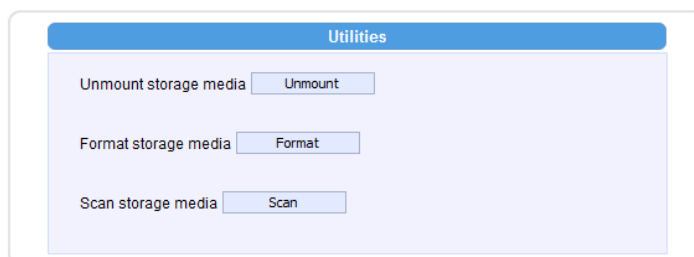 Utilities
Unmount storage media Unmount
Format storage media Format
Scan storage media Scan